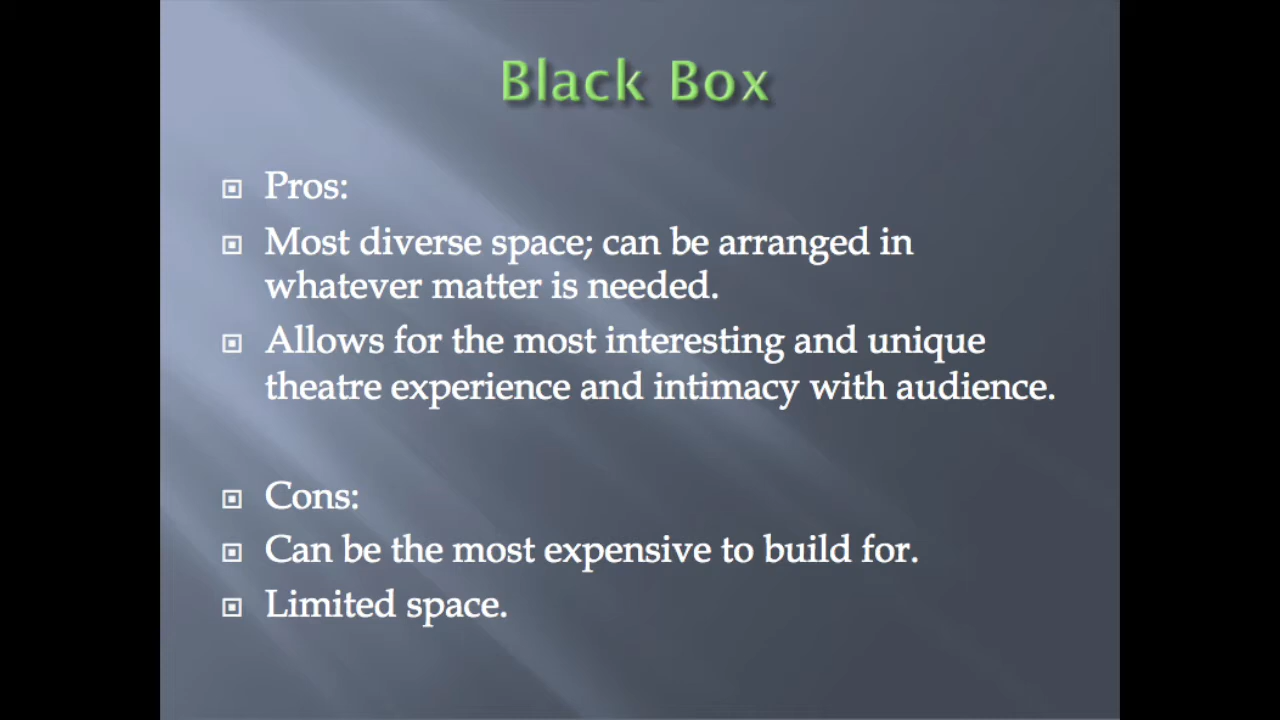 Black Box
Pros:
Most diverse space; can be arranged in
whatever matter is needed.
Allows for the most interesting and unique
theatre experience and intimacy with audience.
Cons:
Can be the most expensive to build for.
Limited space.